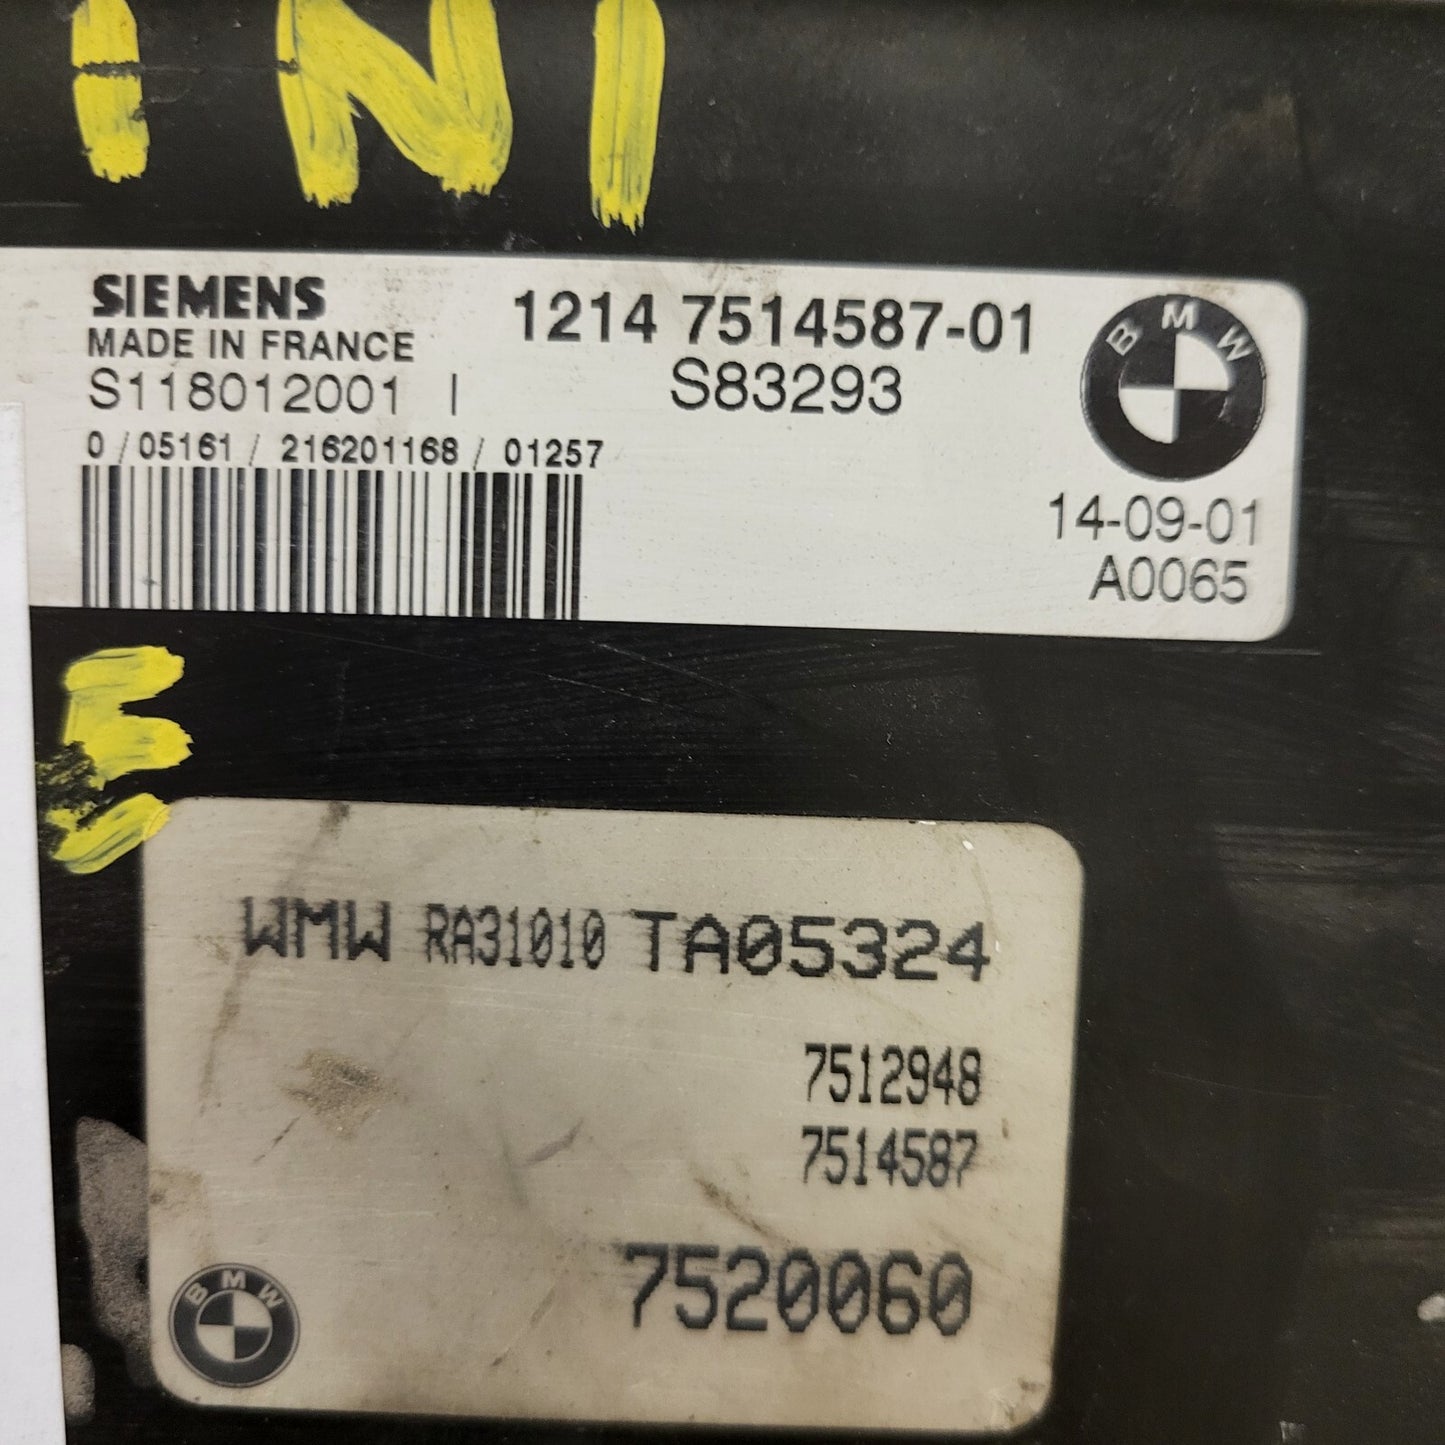 INI
SIEMENS
MADE IN FRANCE
S118012001 I
1214 7514587-01
S83293
BMW
0 / 05161 / 216201168 / 01257
14-09-01
A0065
E
WMW RA31010 TA05324
7512948
7514587
7520060
BMW